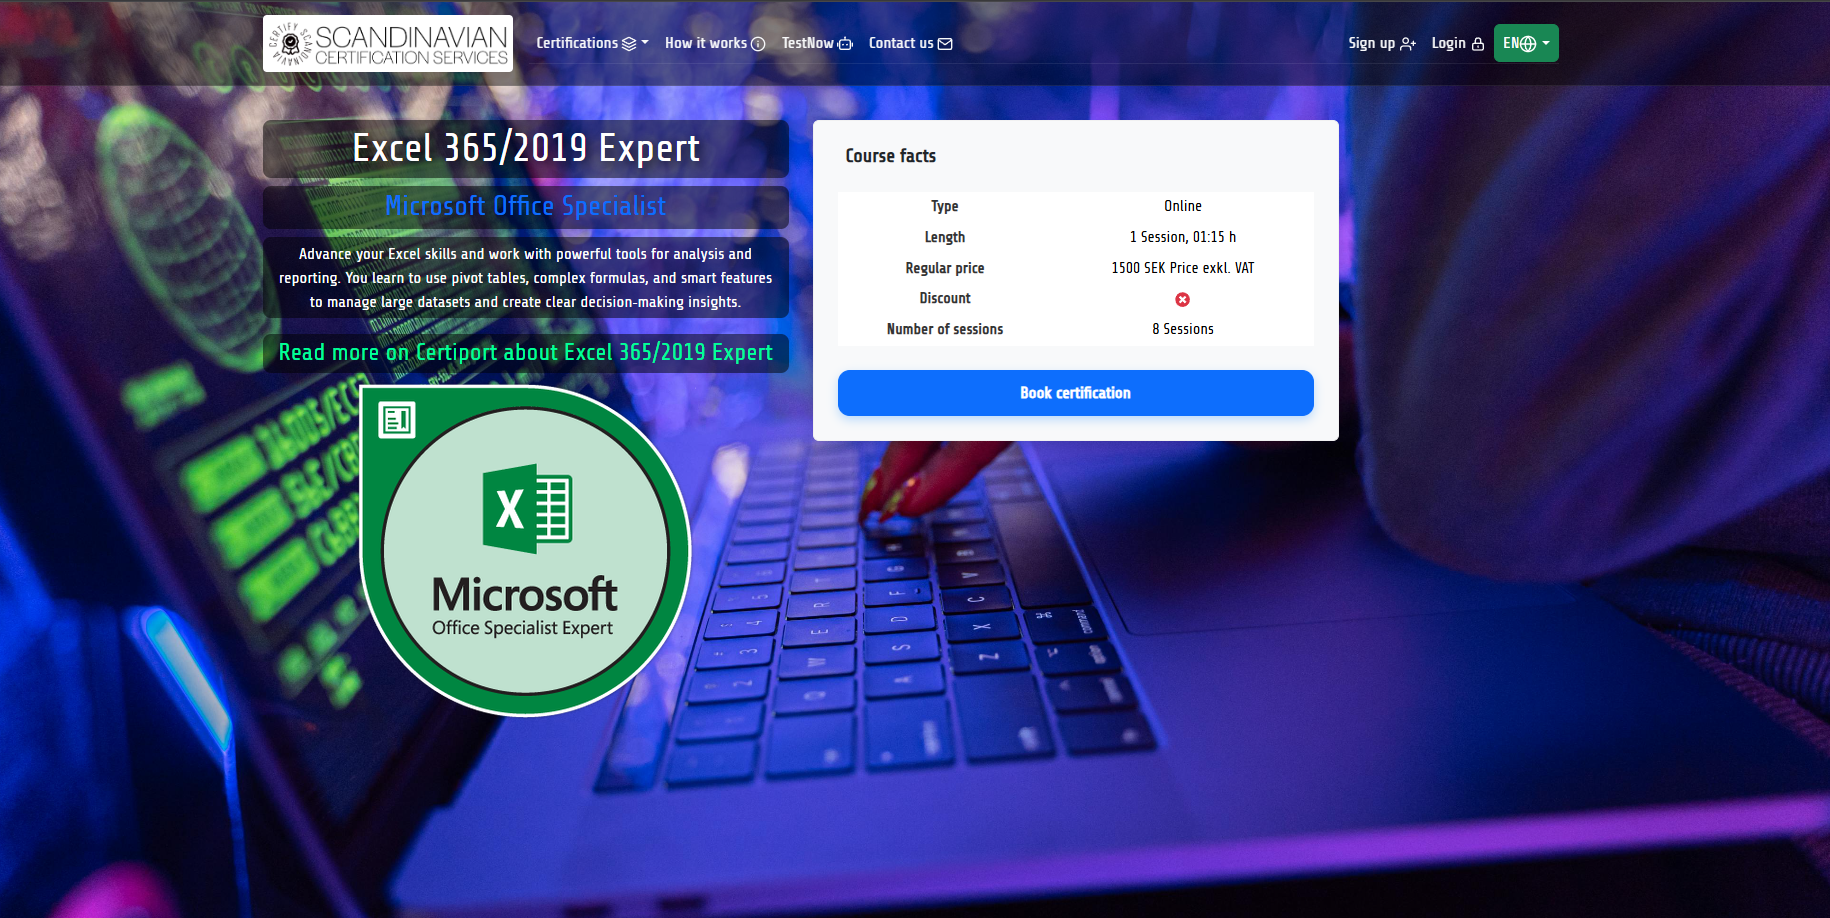 CERTIFY SCANDINAVIA
SCANDINAVIAN
CERTIFICATION SERVICES
Certifications
How it works
TestNow
Contact us
Sign up
Login
EN
Excel 365/2019 Expert
Microsoft Office Specialist
Advance your Excel skills and work with powerful tools for analysis and
reporting. You learn to use pivot tables, complex formulas, and smart features
to manage large datasets and create clear decision-making insights.
Read more on Certiport about Excel 365/2019 Expert
X
Microsoft
Office Specialist Expert
Course facts
Type Online
Length 1 Session, 01:15 h
Regular price 1500 SEK Price exkl. VAT
Discount
Number of sessions 8 Sessions
Book certification